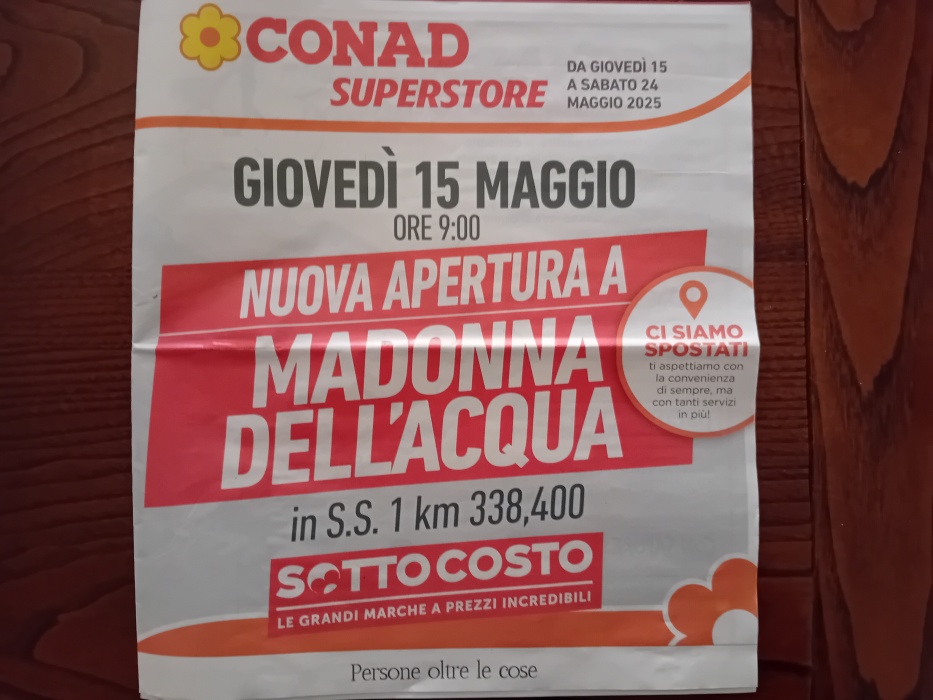 CONAD
SUPERSTORE
DA GIOVEDÌ 15
A SABATO 24
MAGGIO 2025
GIOVEDÌ 15 MAGGIO
ORE 9:00
NUOVA APERTURA A
MADONNA
DELL'ACQUA
CI SIAMO
SPOSTATI
ti aspettiamo con
la convenienza
di sempre, ma
con tanti servizi
in più!
in S.S. 1 km 338,400
SOTTOCOSTO
LE GRANDI MARCHE A PREZZI INCREDIBILI
Persone oltre le cose